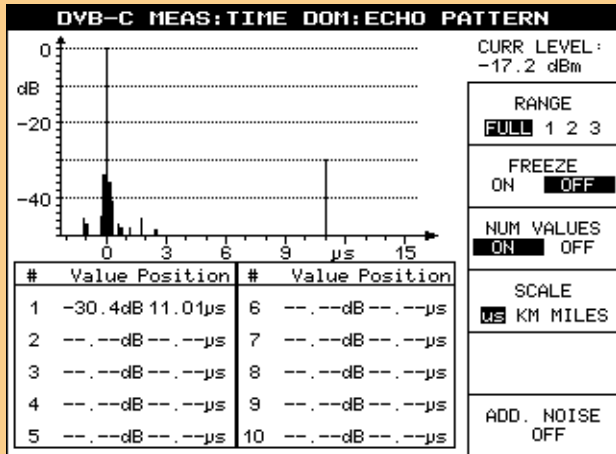 DVB-C MEAS:TIME DOM:ECHO PATTERN
CURR LEVEL:
-17.2 dBm
0
dB
-20
-40
0 3 6 9 µs 15
RANGE
FULL 1 2 3
FREEZE
ON OFF
NUM VALUES
ON OFF
SCALE
us KM MILES
ADD. NOISE
OFF
# Value Position # Value Position
1 -30.4dB 11.01µs 6 --.--dB --.--µs
2 --.--dB --.--µs 7 --.--dB --.--µs
3 --.--dB --.--µs 8 --.--dB --.--µs
4 --.--dB --.--µs 9 --.--dB --.--µs
5 --.--dB --.--µs 10 --.--dB --.--µs